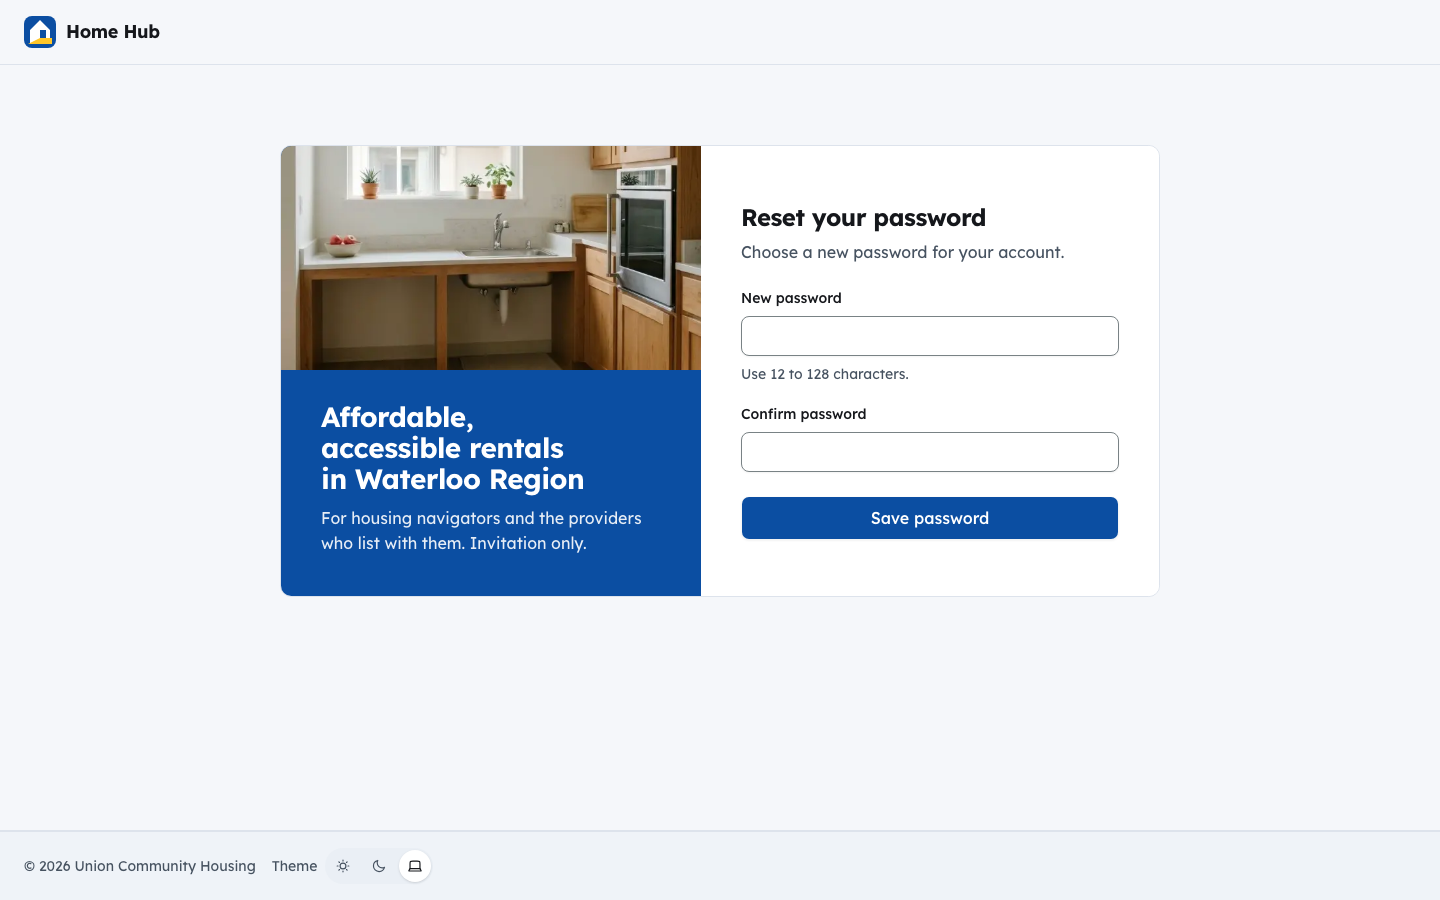 Home Hub
Affordable,
accessible rentals
in Waterloo Region
For housing navigators and the providers
who list with them. Invitation only.
Reset your password
Choose a new password for your account.
New password
Use 12 to 128 characters.
Confirm password
Save password
© 2026 Union Community Housing
Theme